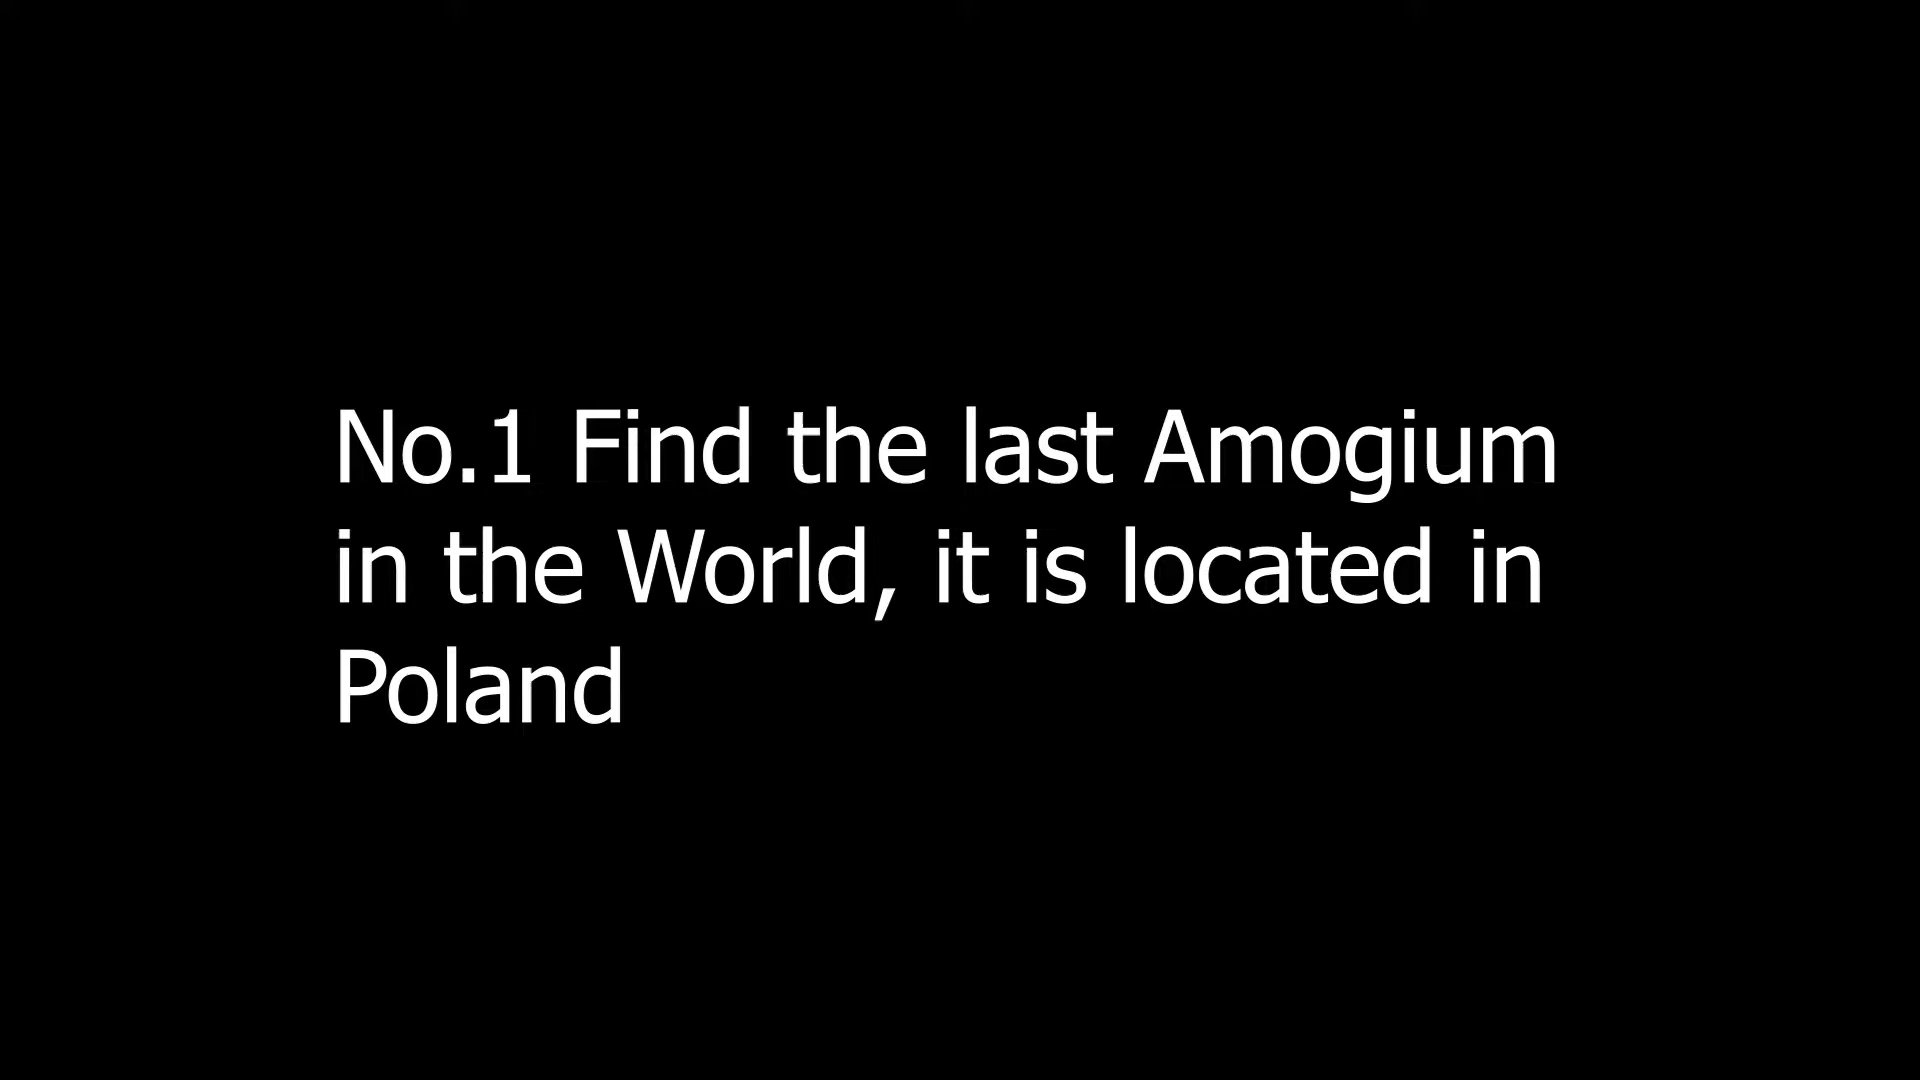 No.1 Find the last Amogium
in the World, it is located in
Poland